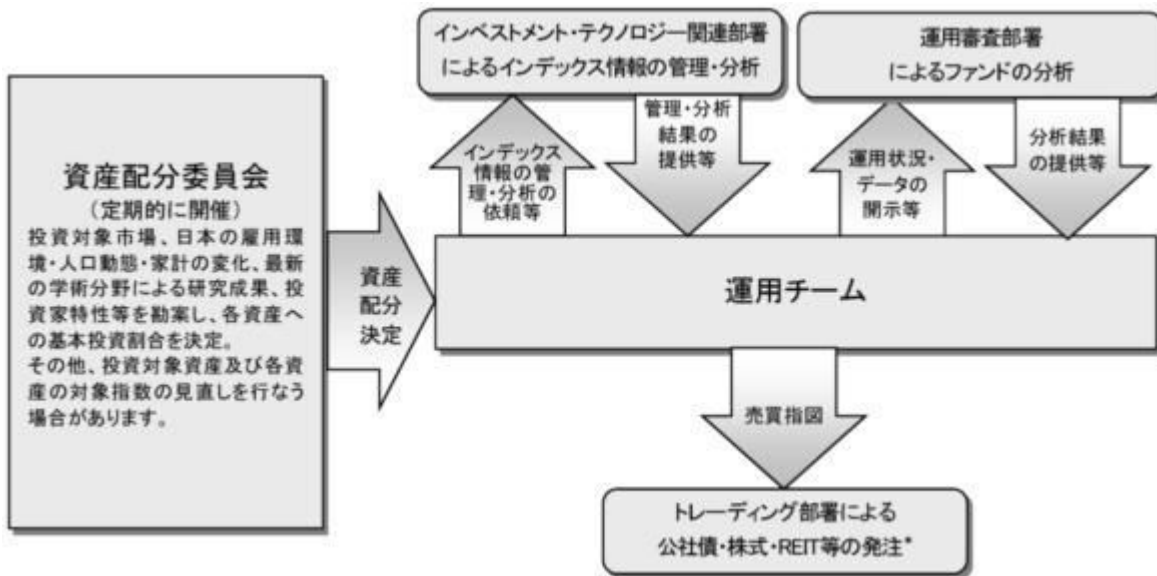 インベストメント・テクノロジー関連部署
によるインデックス情報の管理・分析
運用審査部署
によるファンドの分析
インデックス
情報の管
理・分析の
依頼等
管理・分析
結果の
提供等
運用状況・
データの
開示等
分析結果
の提供等
資産配分委員会
（定期的に開催）
投資対象市場、日本の雇用環
境・人口動態・家計の変化、最新
の学術分野による研究成果、投
資家特性等を勘案し、各資産へ
の基本投資割合を決定。
その他、投資対象資産及び各資
産の対象指数の見直しを行なう
場合があります。
資産
配分
決定
運用チーム
売買指図
トレーディング部署による
公社債・株式・REIT等の発注*